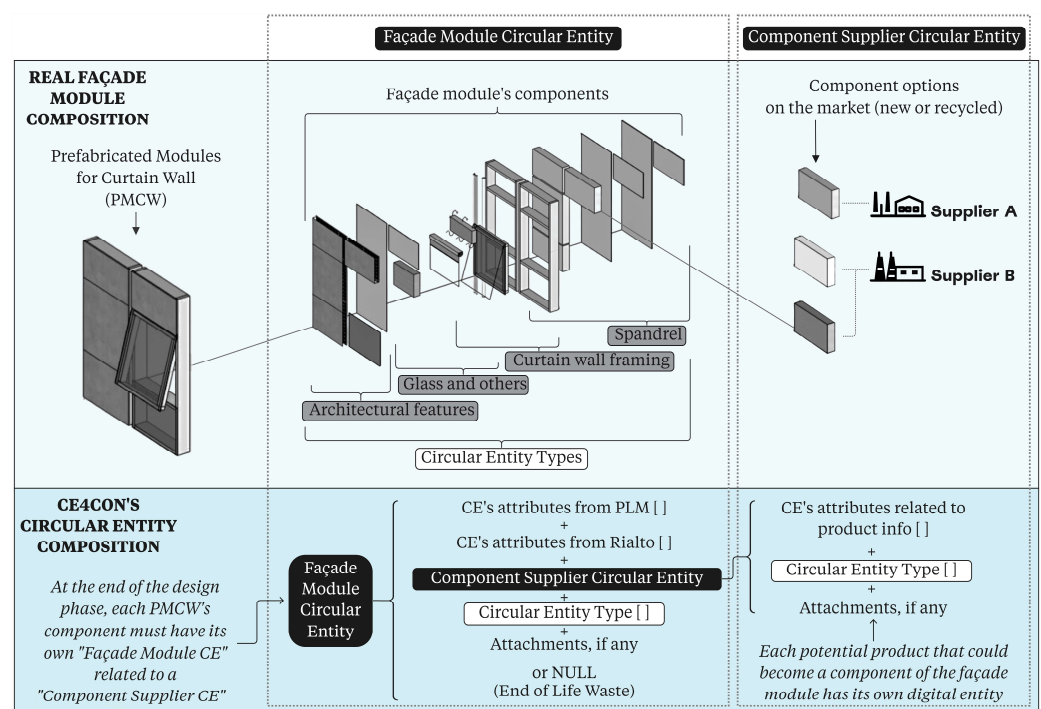 Façade Module Circular Entity
Component Supplier Circular Entity
REAL FAÇADE
MODULE
COMPOSITION
Prefabricated Modules
for Curtain Wall
(PMCW)
Façade module's components
Component options
on the market (new or recycled)
Supplier A
Supplier B
Spandrel
Curtain wall framing
Glass and others
Architectural features
Circular Entity Types
CE4CON'S
CIRCULAR ENTITY
COMPOSITION
At the end of the design
phase, each PMCW's
component must have its
own "Façade Module CE"
related to a
"Component Supplier CE"
Façade
Module
Circular
Entity
CE's attributes from PLM [ ]
+
CE's attributes from Rialto [ ]
+
Component Supplier Circular Entity
+
Circular Entity Type [ ]
+
Attachments, if any
or NULL
(End of Life Waste)
CE's attributes related to
product info [ ]
+
Circular Entity Type [ ]
+
Attachments, if any
Each potential product that could
become a component of the façade
module has its own digital entity